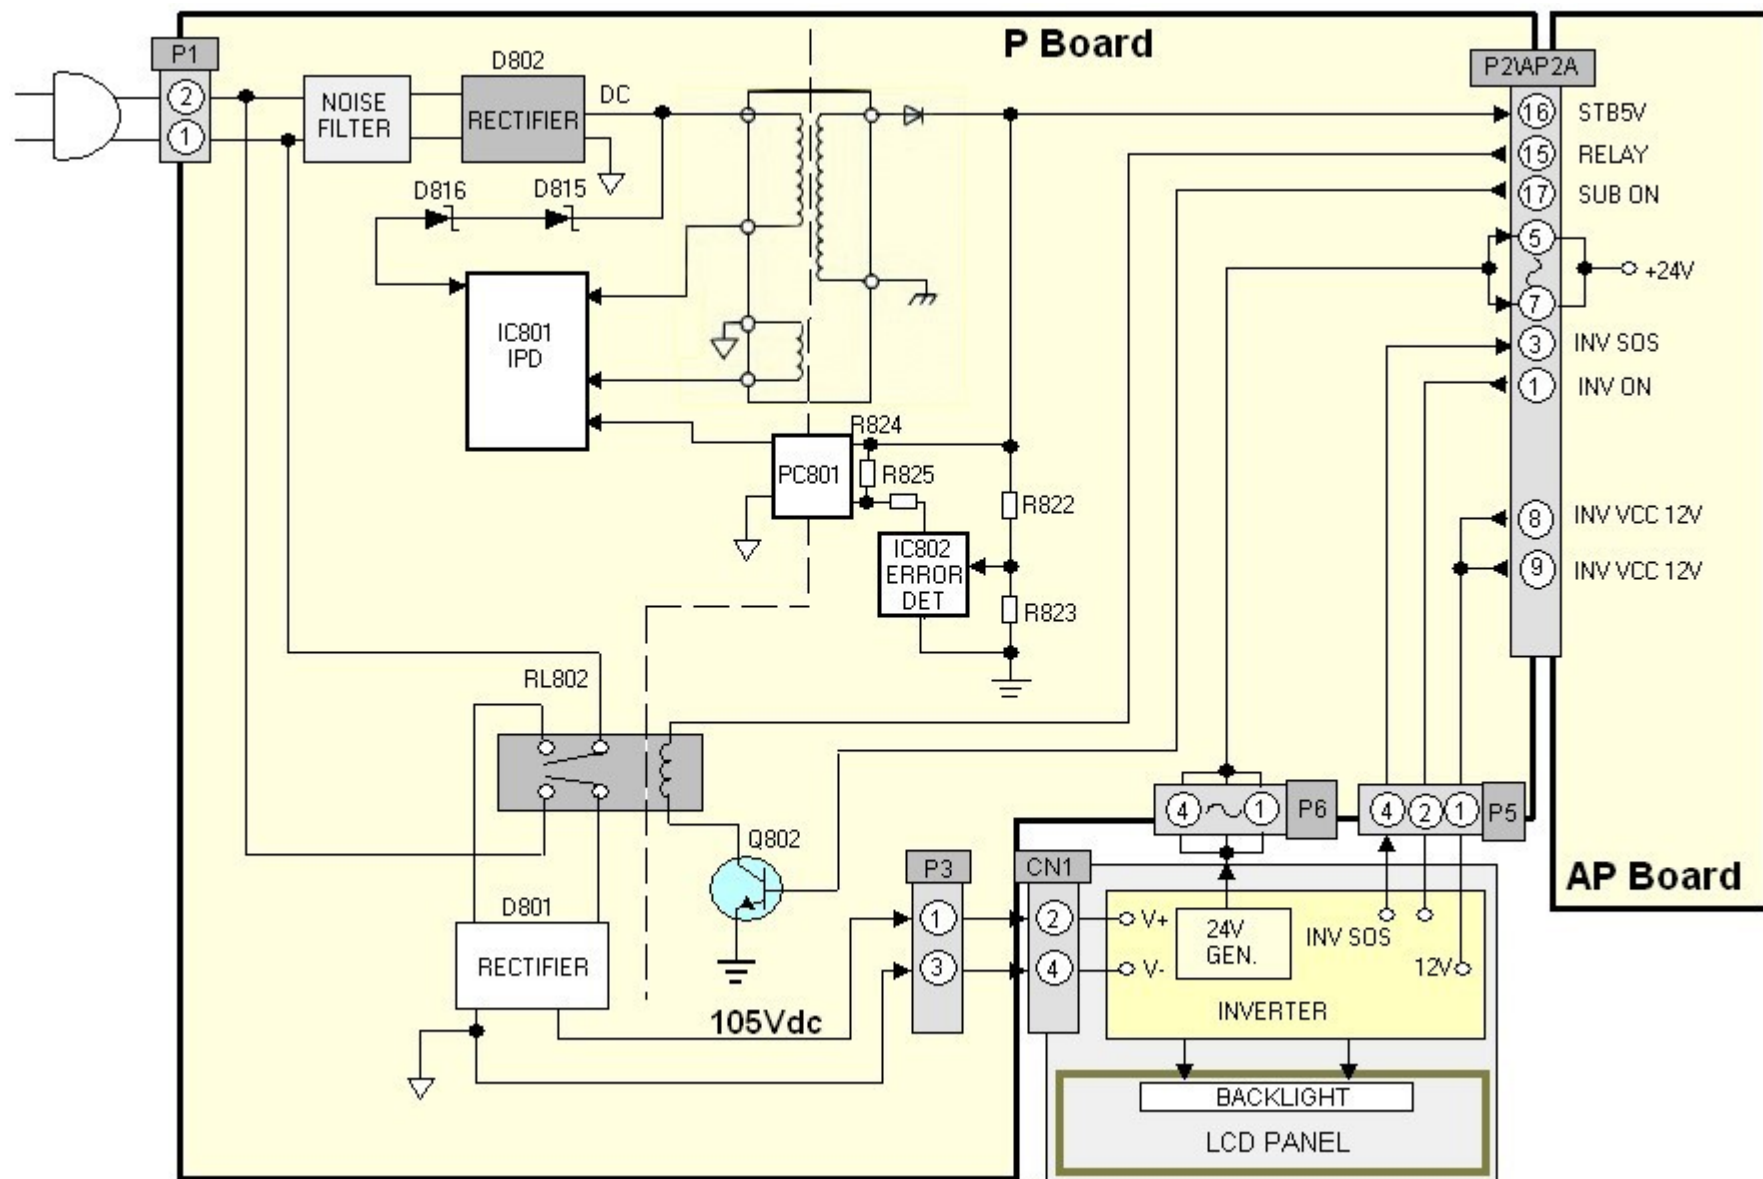 P Board
P1
2
1
NOISE
FILTER
D802
RECTIFIER
DC
D816
D815
IC801
IPD
P2\AP2A
16 STB5V
15 RELAY
17 SUB ON
5
7
+24V
3 INV SOS
1 INV ON
8 INV VCC 12V
9 INV VCC 12V
R824
PC801
R825
R822
IC802
ERROR
DET
R823
RL802
Q802
D801
RECTIFIER
105Vdc
P3
1
3
CN1
2
4
4 1 P6
4 2 1 P5
V+
V-
24V
GEN.
INV SOS
12V
INVERTER
BACKLIGHT
LCD PANEL
AP Board